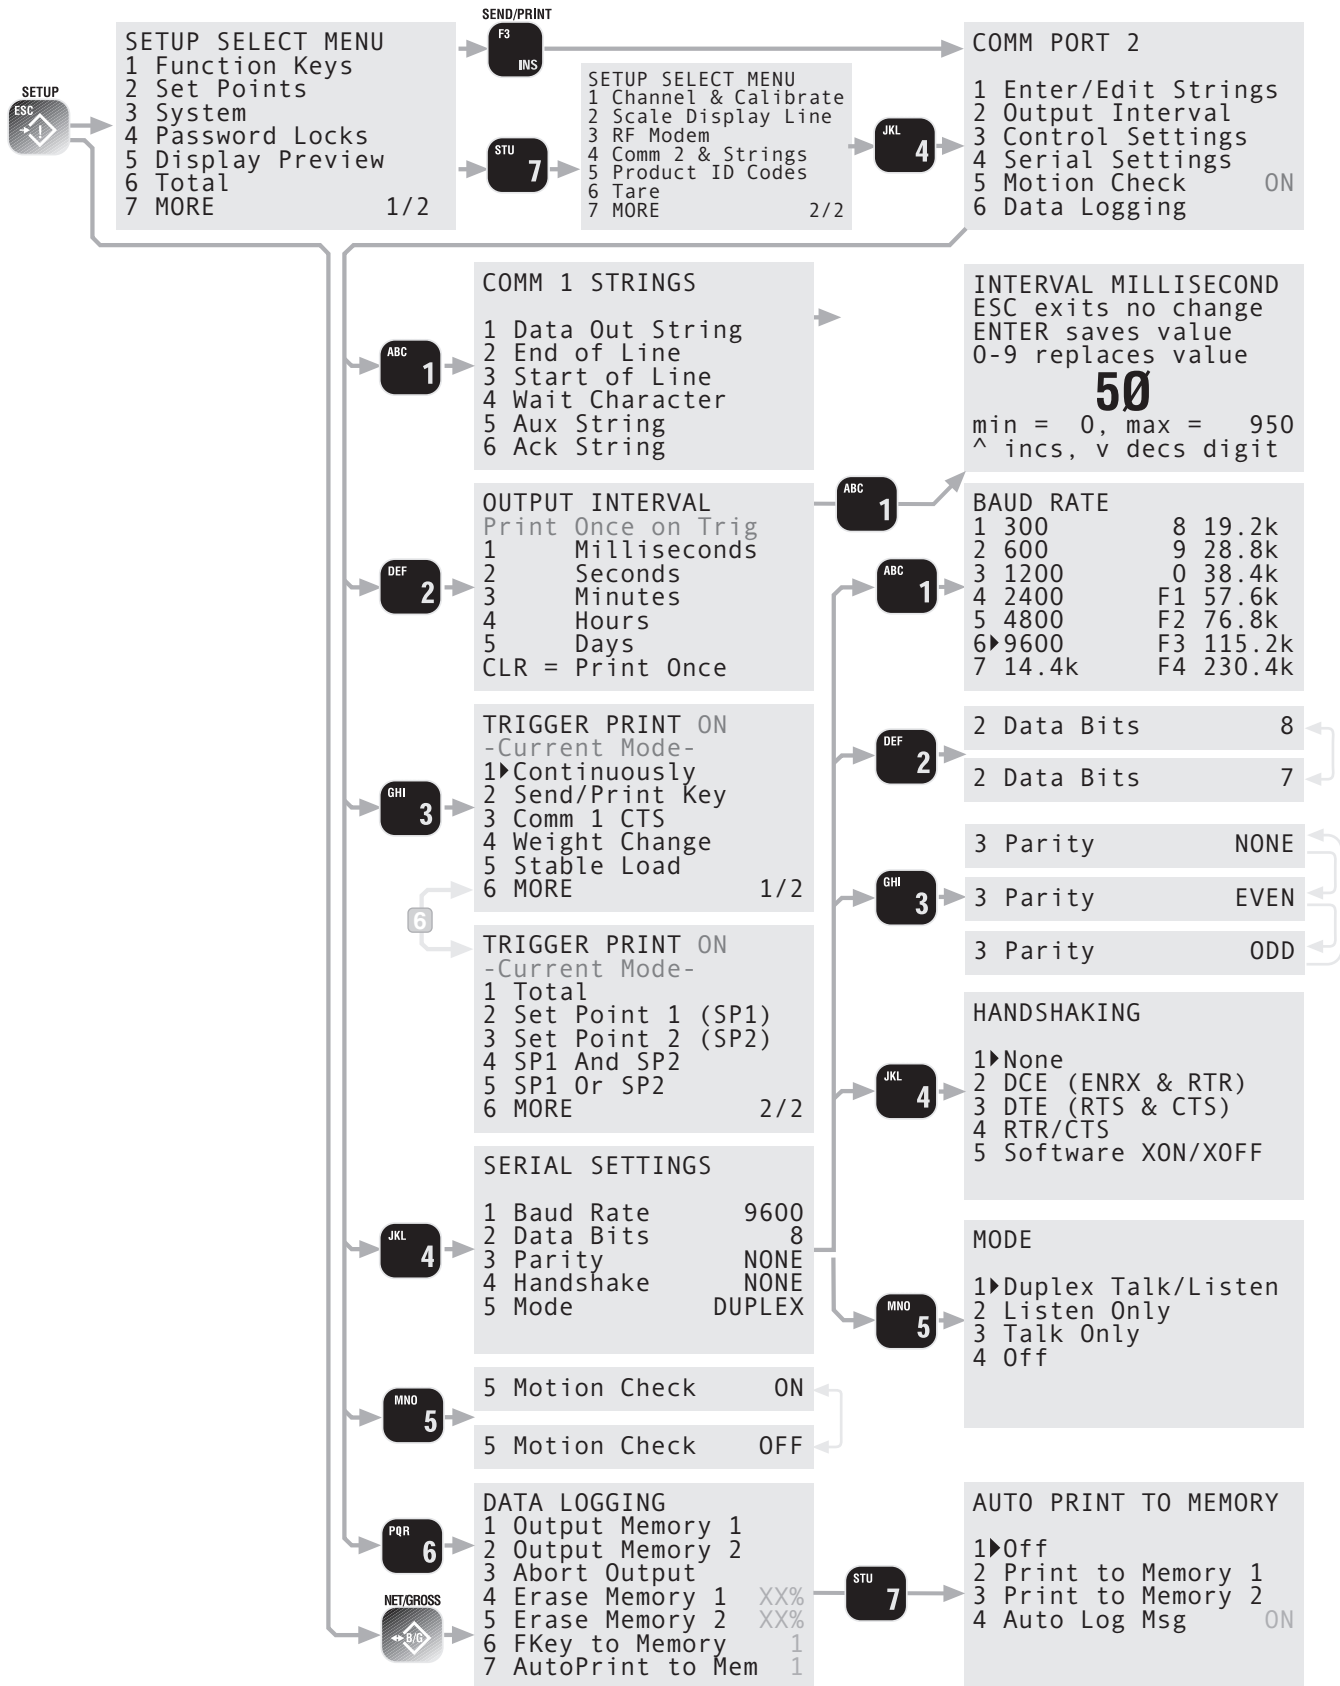 SEND/PRINT
F3
INS
SETUP
ESC
SETUP SELECT MENU
1 Function Keys
2 Set Points
3 System
4 Password Locks
5 Display Preview
6 Total
7 MORE 1/2
STU
7
SETUP SELECT MENU
1 Channel & Calibrate
2 Scale Display Line
3 RF Modem
4 Comm 2 & Strings
5 Product ID Codes
6 Tare
7 MORE 2/2
JKL
4
COMM PORT 2
1 Enter/Edit Strings
2 Output Interval
3 Control Settings
4 Serial Settings
5 Motion Check ON
6 Data Logging
ABC
1
COMM 1 STRINGS
1 Data Out String
2 End of Line
3 Start of Line
4 Wait Character
5 Aux String
6 Ack String
INTERVAL MILLISECOND
ESC exits no change
ENTER saves value
0-9 replaces value
50
min = 0, max = 950
^ incs, v decs digit
DEF
2
OUTPUT INTERVAL
Print Once on Trig
1 Milliseconds
2 Seconds
3 Minutes
4 Hours
5 Days
CLR = Print Once
ABC
1
ABC
1
BAUD RATE
1 300 8 19.2k
2 600 9 28.8k
3 1200 0 38.4k
4 2400 F1 57.6k
5 4800 F2 76.8k
6▶9600 F3 115.2k
7 14.4k F4 230.4k
GHI
3
TRIGGER PRINT ON
-Current Mode-
1▶Continuously
2 Send/Print Key
3 Comm 1 CTS
4 Weight Change
5 Stable Load
6 MORE 1/2
6
TRIGGER PRINT ON
-Current Mode-
1 Total
2 Set Point 1 (SP1)
3 Set Point 2 (SP2)
4 SP1 And SP2
5 SP1 Or SP2
6 MORE 2/2
DEF
2
2 Data Bits 8
2 Data Bits 7
GHI
3
3 Parity NONE
3 Parity EVEN
3 Parity ODD
JKL
4
HANDSHAKING
1▶None
2 DCE (ENRX & RTR)
3 DTE (RTS & CTS)
4 RTR/CTS
5 Software XON/XOFF
JKL
4
SERIAL SETTINGS
1 Baud Rate 9600
2 Data Bits 8
3 Parity NONE
4 Handshake NONE
5 Mode DUPLEX
MNO
5
MODE
1▶Duplex Talk/Listen
2 Listen Only
3 Talk Only
4 Off
MNO
5
5 Motion Check ON
5 Motion Check OFF
PQR
6
NET/GROSS
B/G
DATA LOGGING
1 Output Memory 1
2 Output Memory 2
3 Abort Output
4 Erase Memory 1 XX%
5 Erase Memory 2 XX%
6 FKey to Memory 1
7 AutoPrint to Mem 1
STU
7
AUTO PRINT TO MEMORY
1▶Off
2 Print to Memory 1
3 Print to Memory 2
4 Auto Log Msg ON